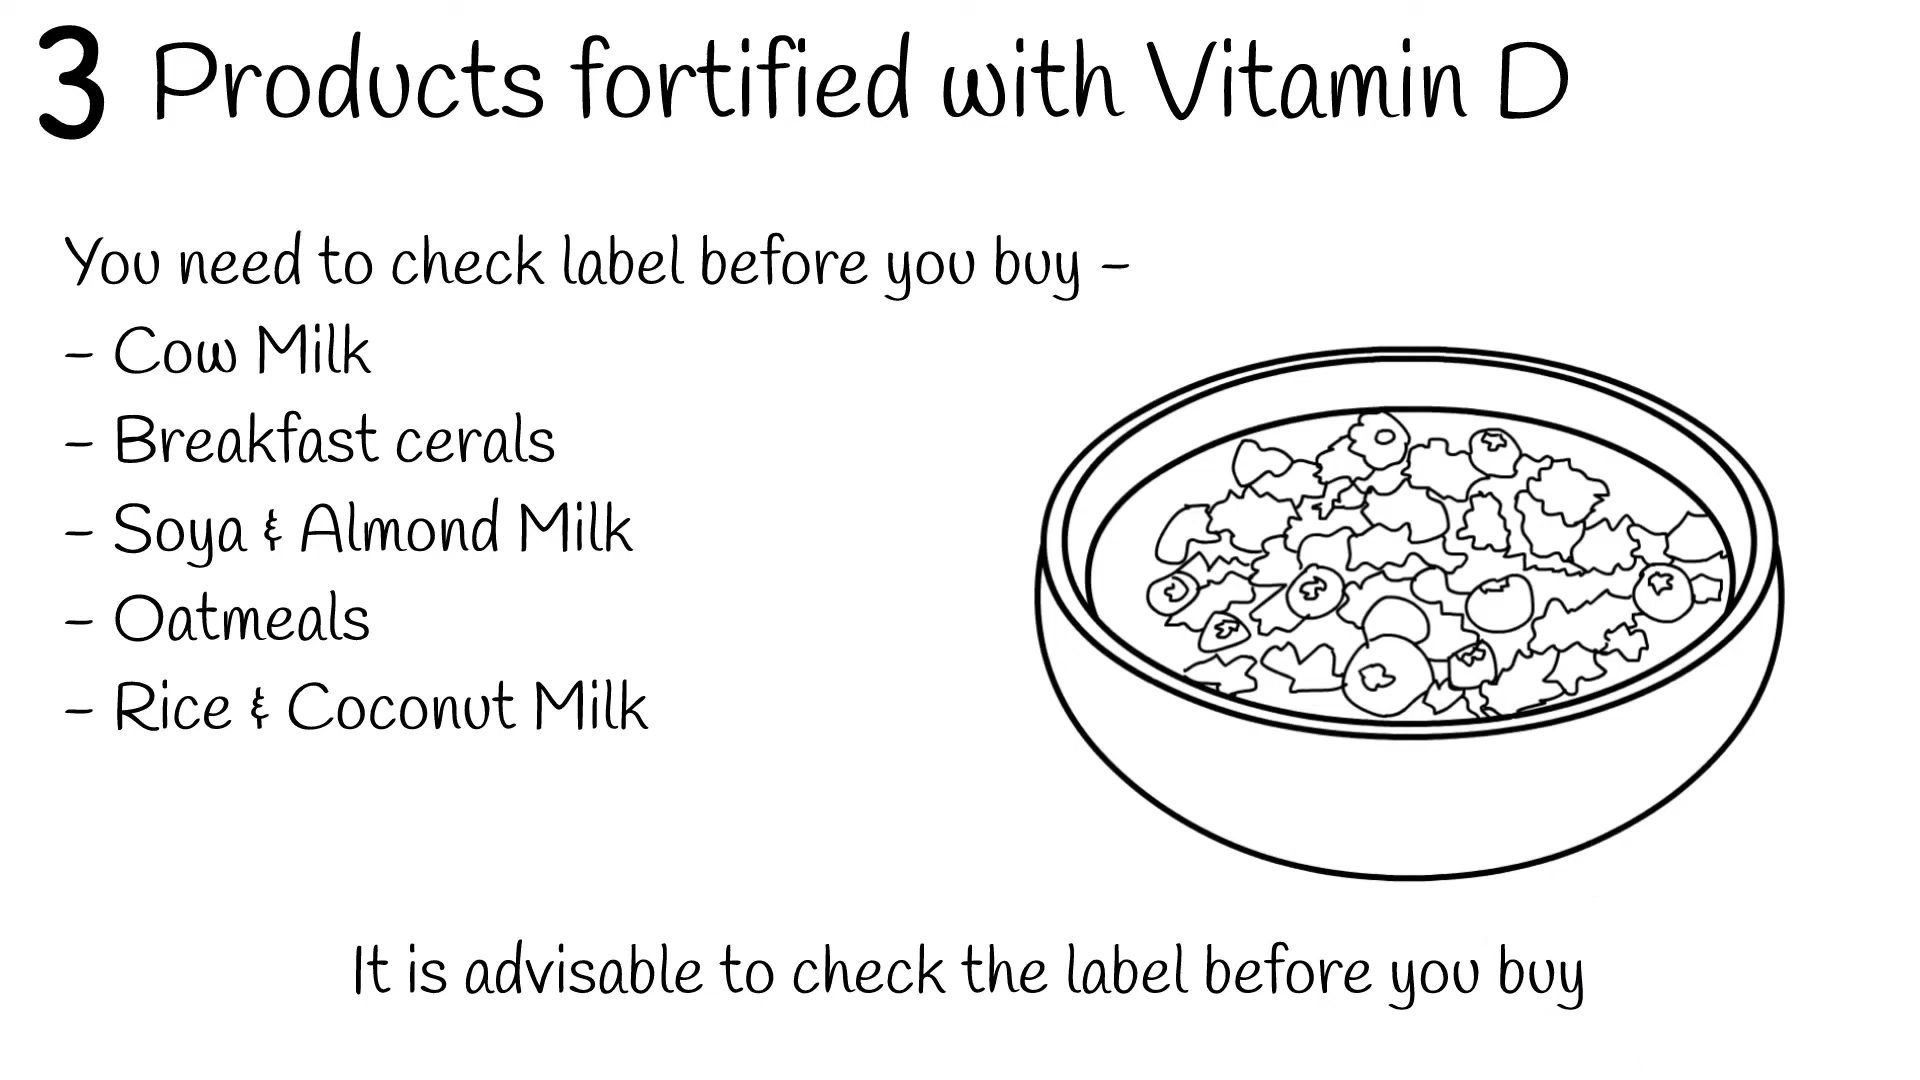 3 Products fortified with Vitamin D
You need to check label before you buy –
– Cow Milk
– Breakfast cerals
– Soya & Almond Milk
– Oatmeals
– Rice & Coconut Milk
It is advisable to check the label before you buy